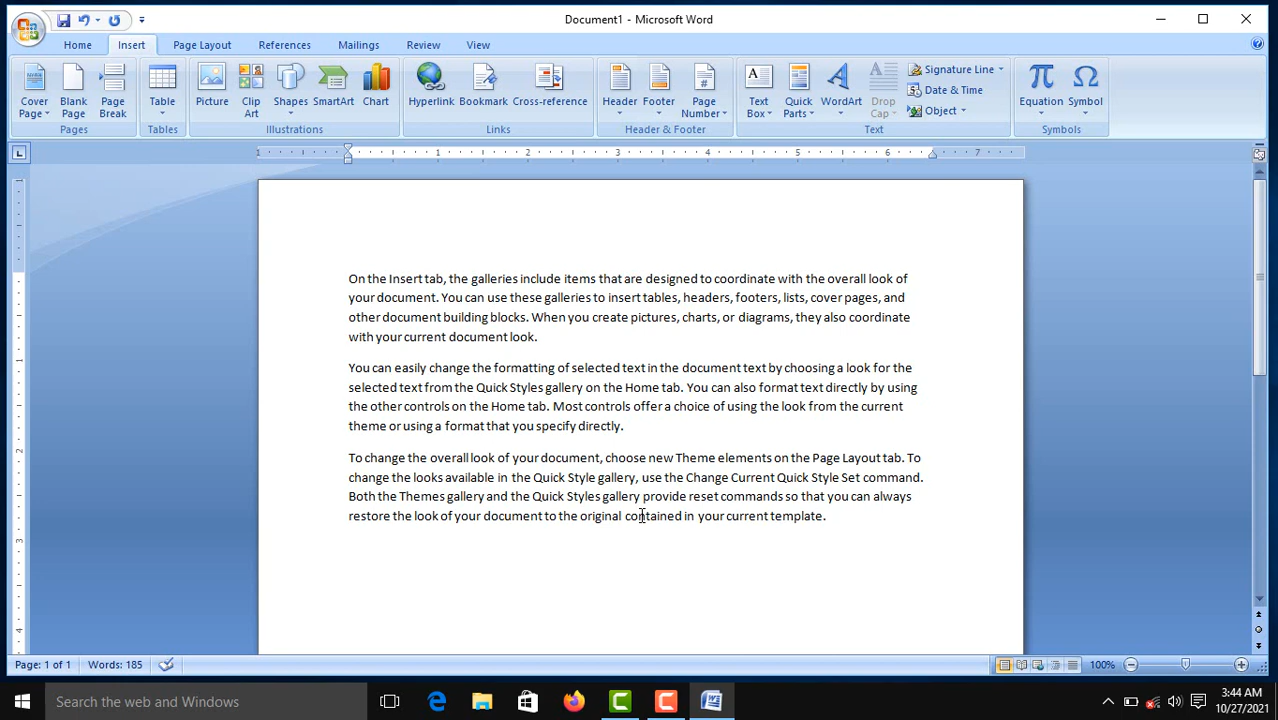 Document1 - Microsoft Word
Home Insert Page Layout References Mailings Review View
Cover Page Blank Page Page Break
Pages
Table
Tables
Picture Clip Art Shapes SmartArt Chart
Illustrations
Hyperlink Bookmark Cross-reference
Links
Header Footer Page Number
Header & Footer
Text Box Quick Parts WordArt Drop Cap
Signature Line
Date & Time
Object
Text
Equation Symbol
Symbols
1 1 2 3 4 5 6 7
On the Insert tab, the galleries include items that are designed to coordinate with the overall look of
your document. You can use these galleries to insert tables, headers, footers, lists, cover pages, and
other document building blocks. When you create pictures, charts, or diagrams, they also coordinate
with your current document look.
You can easily change the formatting of selected text in the document text by choosing a look for the
selected text from the Quick Styles gallery on the Home tab. You can also format text directly by using
the other controls on the Home tab. Most controls offer a choice of using the look from the current
theme or using a format that you specify directly.
To change the overall look of your document, choose new Theme elements on the Page Layout tab. To
change the looks available in the Quick Style gallery, use the Change Current Quick Style Set command.
Both the Themes gallery and the Quick Styles gallery provide reset commands so that you can always
restore the look of your document to the original contained in your current template.
Page: 1 of 1 Words: 185 100%
Search the web and Windows
3:44 AM
10/27/2021